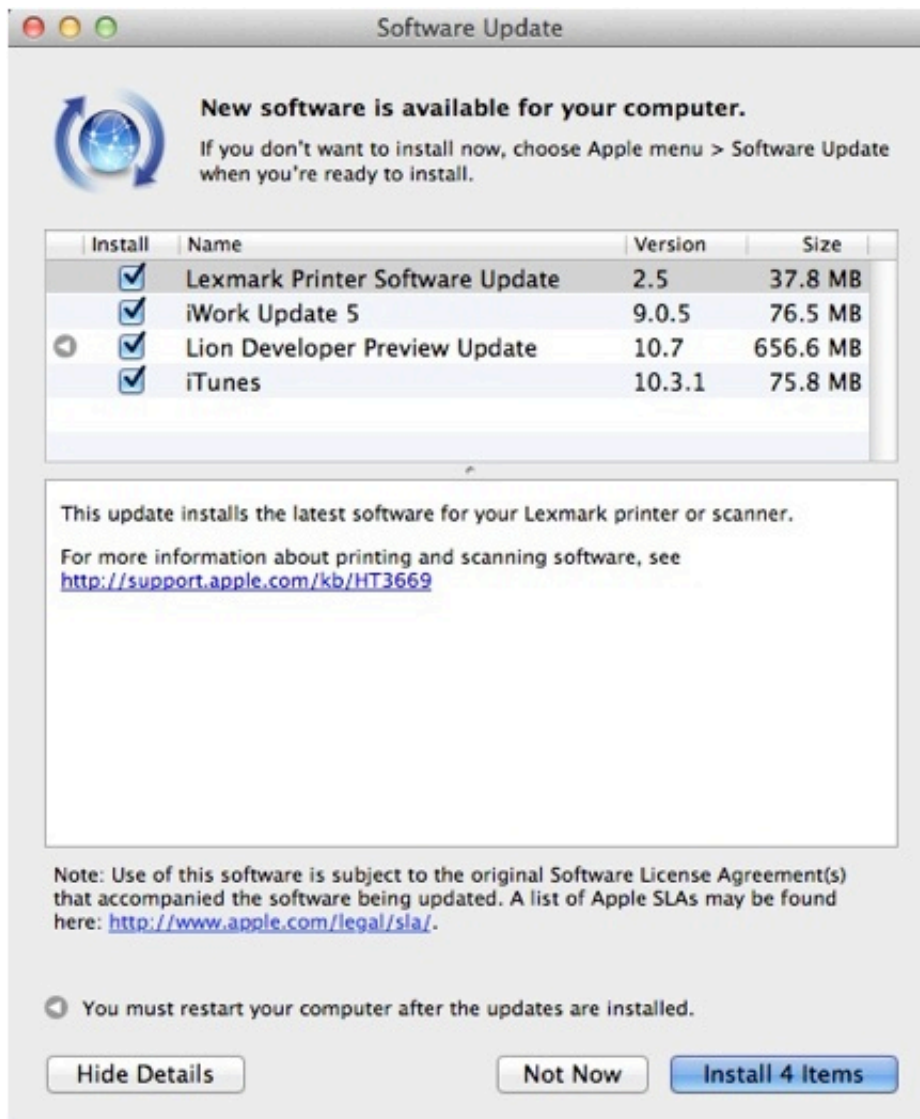 Software Update
New software is available for your computer.
If you don't want to install now, choose Apple menu > Software Update
when you're ready to install.
Install Name Version Size
Lexmark Printer Software Update 2.5 37.8 MB
iWork Update 5 9.0.5 76.5 MB
Lion Developer Preview Update 10.7 656.6 MB
iTunes 10.3.1 75.8 MB
This update installs the latest software for your Lexmark printer or scanner.
For more information about printing and scanning software, see
http://support.apple.com/kb/HT3669
Note: Use of this software is subject to the original Software License Agreement(s)
that accompanied the software being updated. A list of Apple SLAs may be found
here: http://www.apple.com/legal/sla/.
You must restart your computer after the updates are installed.
Hide Details Not Now Install 4 Items